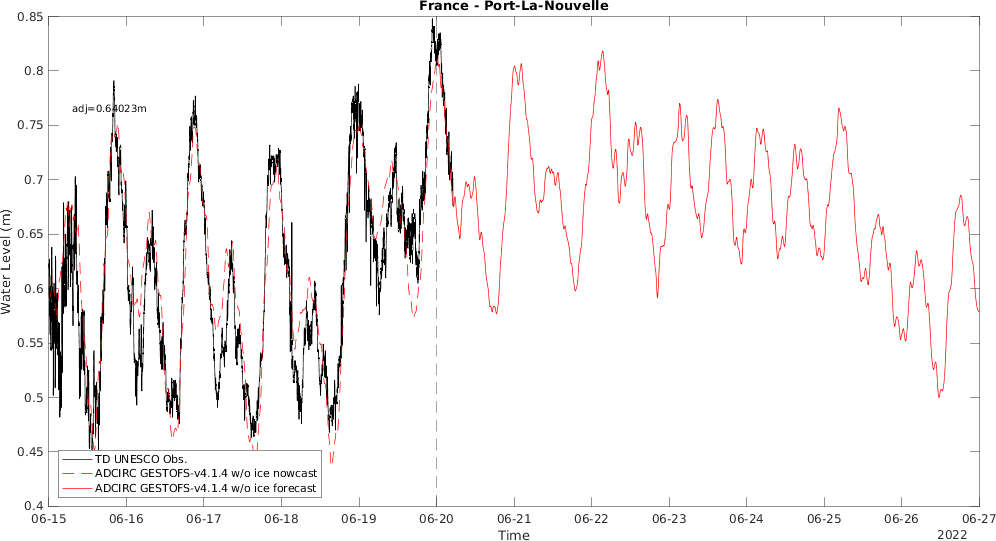 France - Port-La-Nouvelle
0.85
0.8
0.75
0.7
0.65
0.6
0.55
0.5
0.45
0.4
Water Level (m)
adj=0.64023m
TD UNESCO Obs.
ADCIRC GESTOFS-v4.1.4 w/o ice nowcast
ADCIRC GESTOFS-v4.1.4 w/o ice forecast
06-15 06-16 06-17 06-18 06-19 06-20 06-21 06-22 06-23 06-24 06-25 06-26 06-27
Time
2022